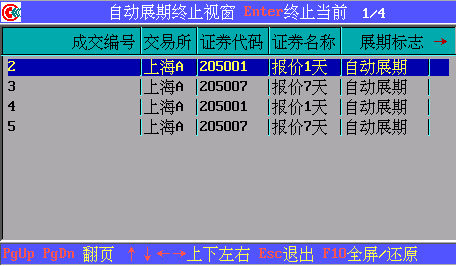 自动展期终止视窗 Enter终止当前 1/4
成交编号 交易所 证券代码 证券名称 展期标志 →
2 上海A 205001 报价1天 自动展期
3 上海A 205007 报价7天 自动展期
4 上海A 205001 报价1天 自动展期
5 上海A 205007 报价7天 自动展期
PgUp PgDn 翻页 ↑↓←→上下左右 Esc退出 F10全屏/还原